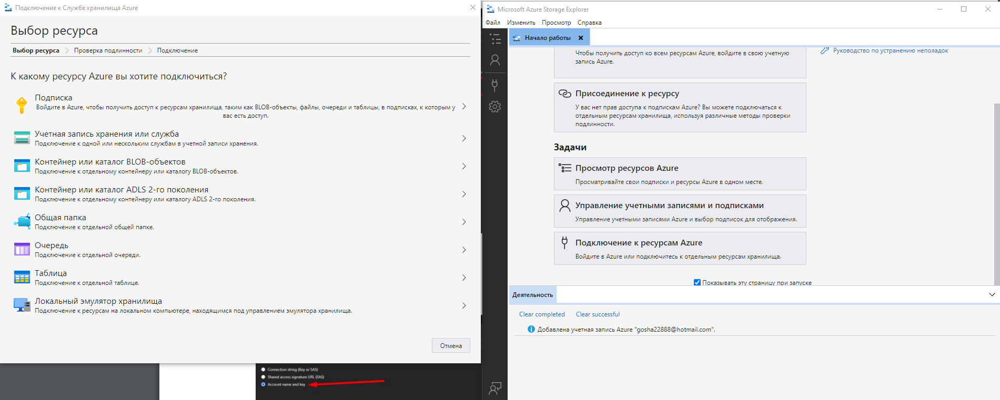 Подключение к Службе хранилища Azure
Выбор ресурса
Выбор ресурса
Проверка подлинности
Подключение
К какому ресурсу Azure вы хотите подключиться?
Подписка
Войдите в Azure, чтобы получить доступ к ресурсам хранилища, таким как BLOB-объекты, файлы, очереди и таблицы, в подписках, к которым у
вас есть доступ.
Учетная запись хранения или служба
Подключение к одной или нескольким службам в учетной записи хранения.
Контейнер или каталог BLOB-объектов
Подключение к отдельному контейнеру или каталогу BLOB-объектов.
Контейнер или каталог ADLS 2-го поколения
Подключение к отдельному контейнеру или каталогу ADLS 2-го поколения.
Общая папка
Подключение к отдельной общей папке.
Очередь
Подключение к отдельной очереди.
Таблица
Подключение к отдельной таблице.
Локальный эмулятор хранилища
Подключение к ресурсам на локальном компьютере, находящимся под управлением эмулятора хранилища.
Отмена
Connection string (Key or SAS)
Shared access signature URL (SAS)
Account name and key
Microsoft Azure Storage Explorer
Файл Изменить Просмотр Справка
Начало работы
Чтобы получить доступ ко всем ресурсам Azure, войдите в свою учетную
запись Azure.
Руководство по устранению неполадок
Присоединение к ресурсу
У вас нет прав доступа к подпискам Azure? Вы можете подключаться к
отдельным ресурсам хранилища, используя различные методы проверки
подлинности.
Задачи
Просмотр ресурсов Azure
Просматривайте свои подписки и ресурсы Azure в одном месте.
Управление учетными записями и подписками
Управление учетными записями Azure и выбор подписок для отображения.
Подключение к ресурсам Azure
Войдите в Azure или подключитесь к отдельным ресурсам хранилища.
Показывать эту страницу при запуске
Деятельность
Clear completed Clear successful
Добавлена учетная запись Azure "gosha22888@hotmail.com".